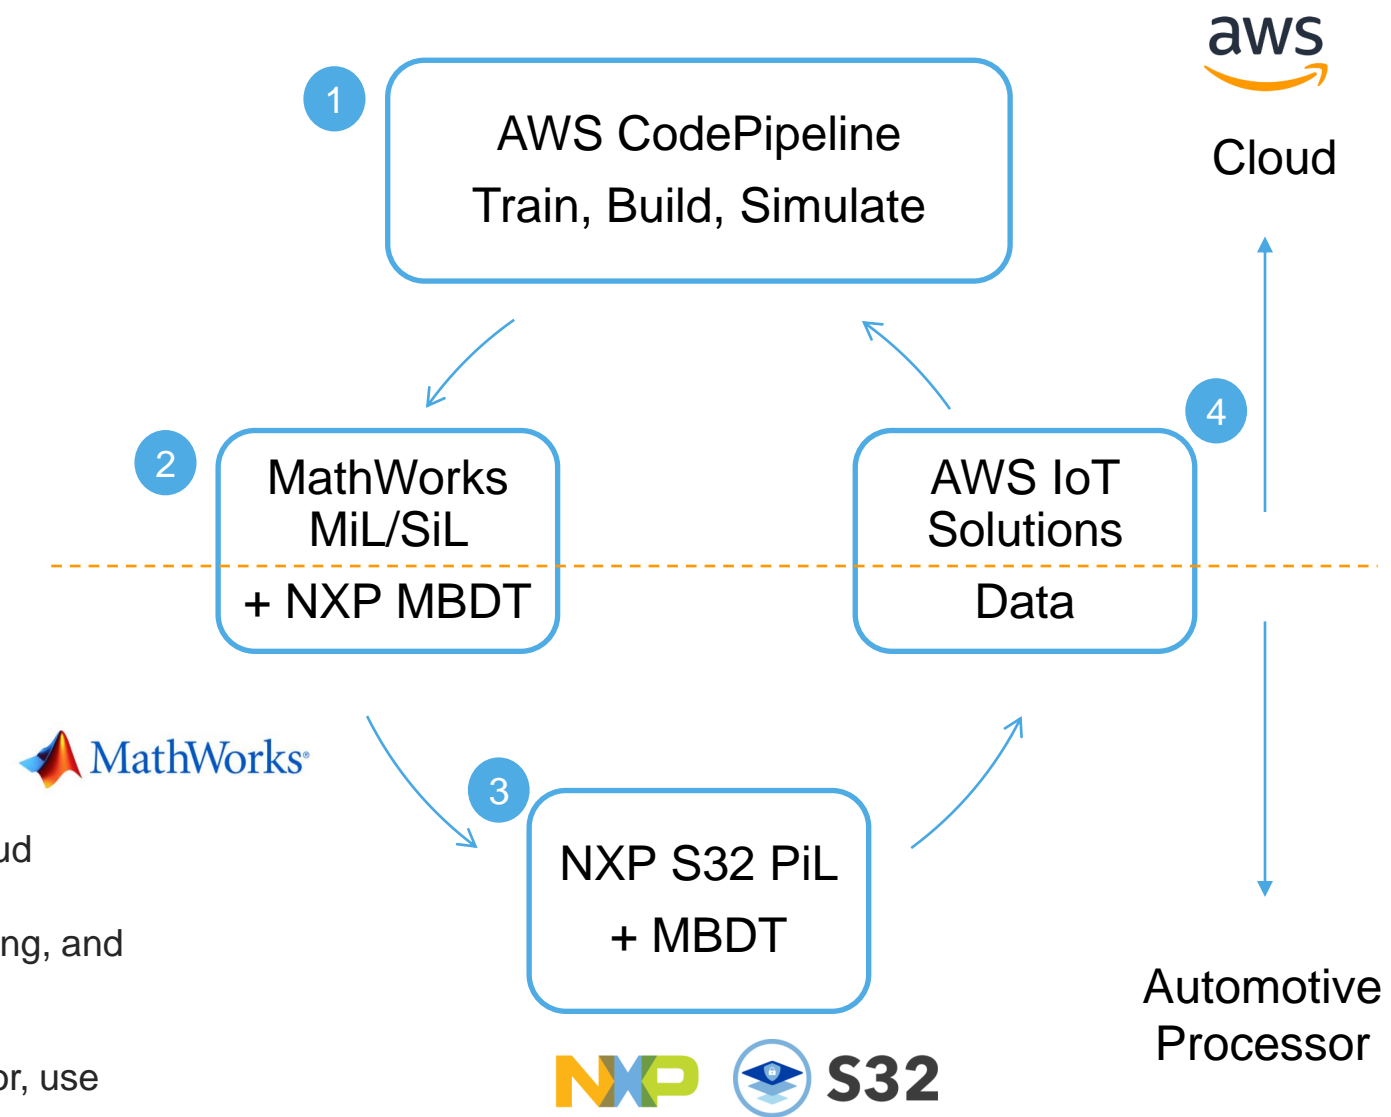 aws
Cloud
1
AWS CodePipeline
Train, Build, Simulate
2
MathWorks
MiL/SiL
+ NXP MBDT
4
AWS IoT
Solutions
Data
MathWorks®
3
NXP S32 PiL
+ MBDT
ud
ng, and
or, use
Automotive
Processor
NXP
S32